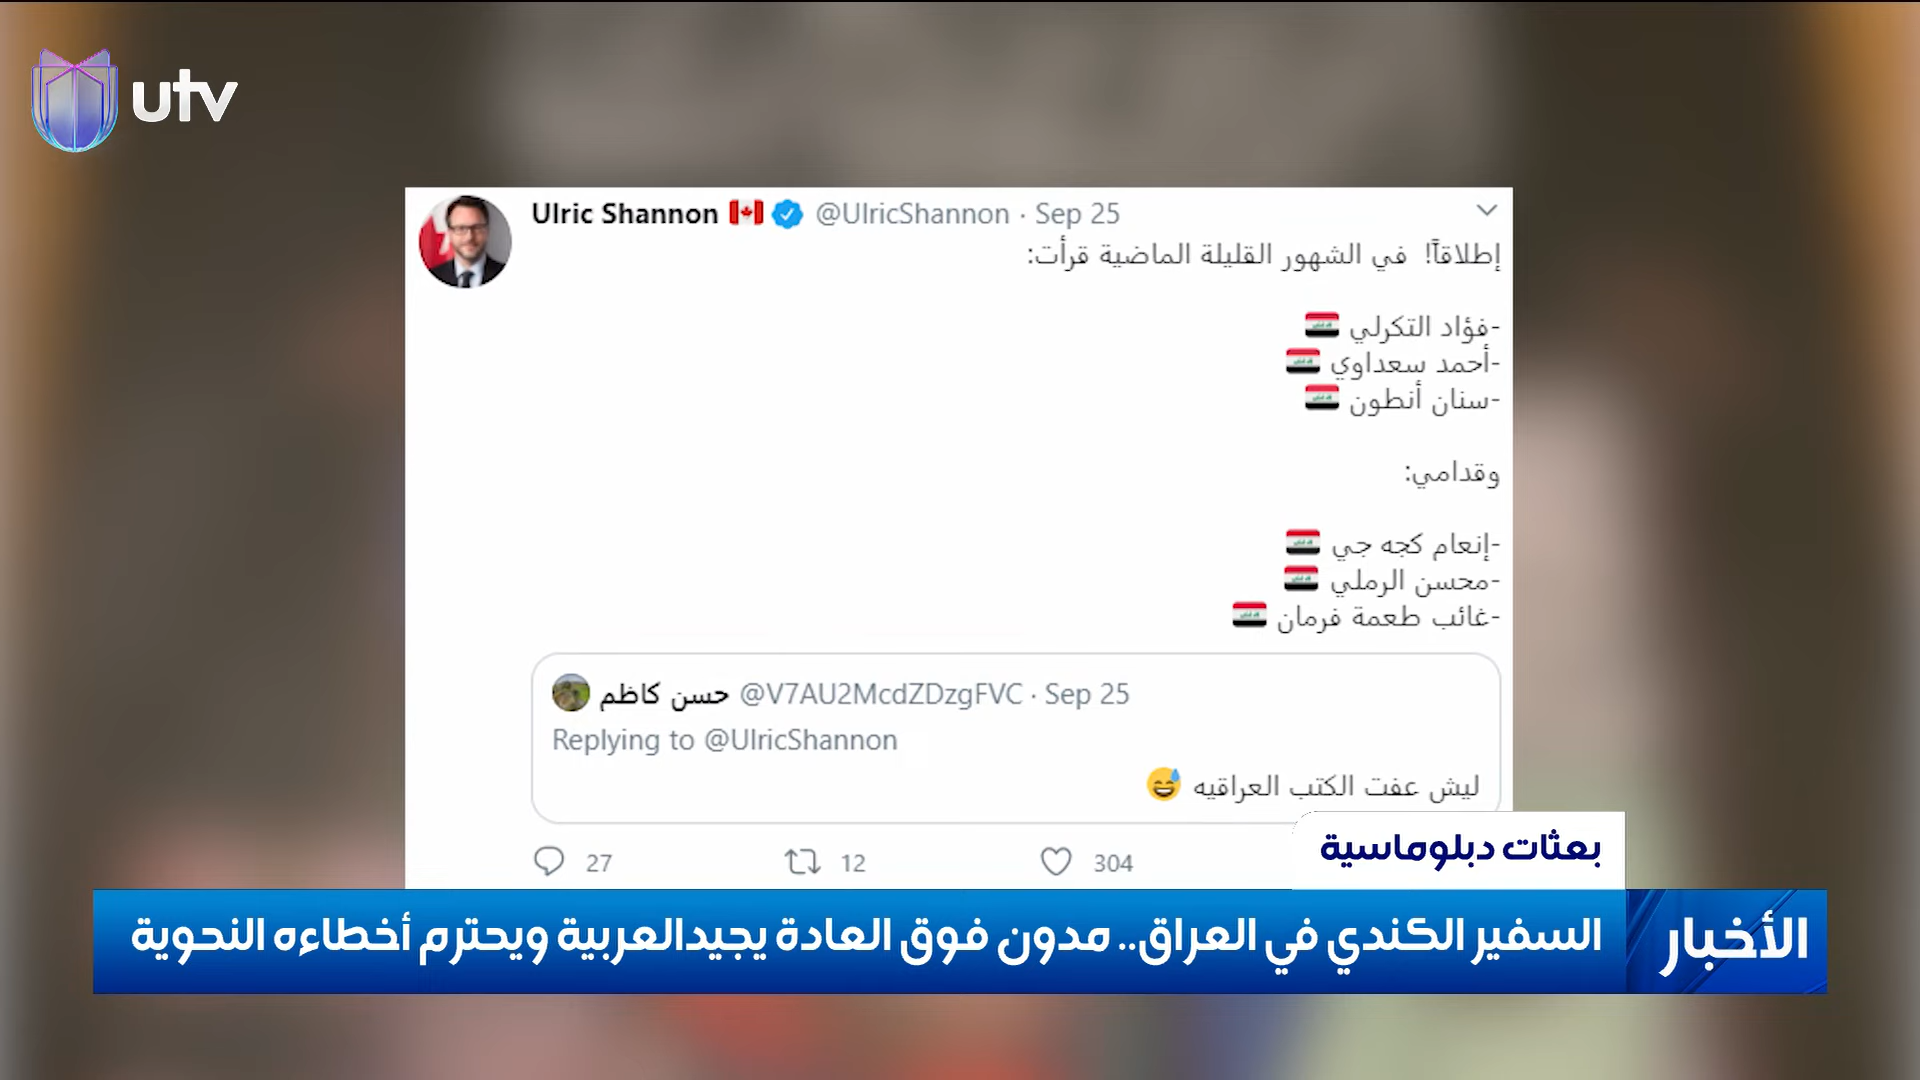 utv
Ulric Shannon 🇨🇦 @UlricShannon · Sep 25
إطلاقاً! في الشهور القليلة الماضية قرأت:
-فؤاد التكرلي 🇮🇶
-أحمد سعداوي 🇮🇶
-سنان أنطون 🇮🇶
وقدامي:
-إنعام كجه جي 🇮🇶
-محسن الرملي 🇮🇶
-غائب طعمة فرمان 🇮🇶
حسن كاظم @V7AU2McdZDzgFVC · Sep 25
Replying to @UlricShannon
ليش عفت الكتب العراقيه 😅
27 12 304
بعثات دبلوماسية
الأخبار
السفير الكندي في العراق.. مدون فوق العادة يجيدالعربية ويحترم أخطاءه النحوية